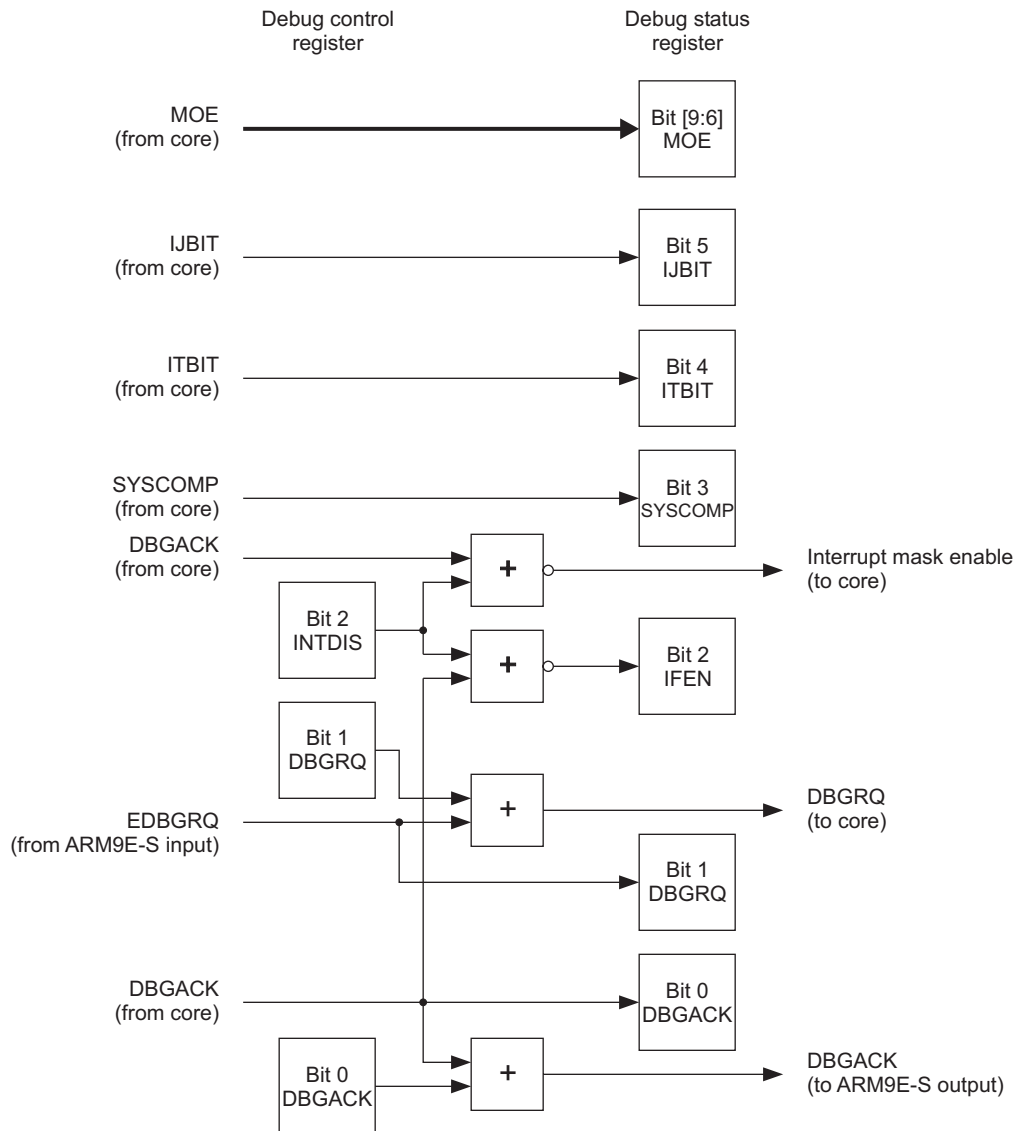 Debug control
register
Debug status
register
MOE
(from core)
Bit [9:6]
MOE
IJBIT
(from core)
Bit 5
IJBIT
ITBIT
(from core)
Bit 4
ITBIT
SYSCOMP
(from core)
Bit 3
SYSCOMP
DBGACK
(from core)
+
Interrupt mask enable
(to core)
Bit 2
INTDIS
+
Bit 2
IFEN
Bit 1
DBGRQ
EDBGRQ
(from ARM9E-S input)
+
DBGRQ
(to core)
Bit 1
DBGRQ
DBGACK
(from core)
Bit 0
DBGACK
Bit 0
DBGACK
+
DBGACK
(to ARM9E-S output)